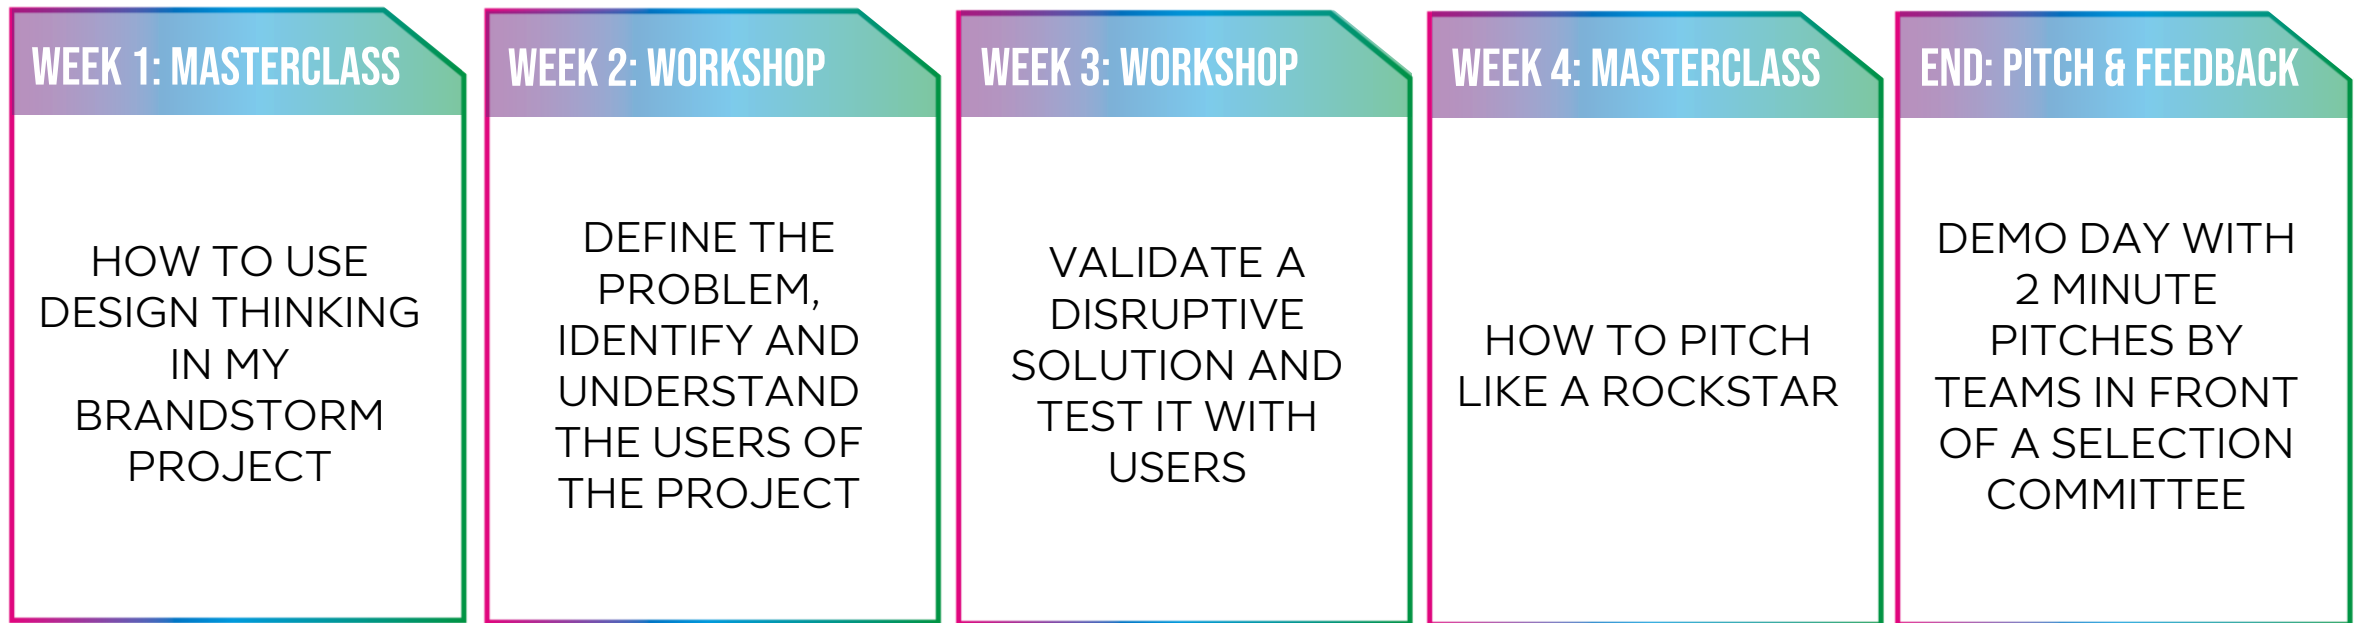 WEEK 1: MASTERCLASS
HOW TO USE
DESIGN THINKING
IN MY
BRANDSTORM
PROJECT
WEEK 2: WORKSHOP
DEFINE THE
PROBLEM,
IDENTIFY AND
UNDERSTAND
THE USERS OF
THE PROJECT
WEEK 3: WORKSHOP
VALIDATE A
DISRUPTIVE
SOLUTION AND
TEST IT WITH
USERS
WEEK 4: MASTERCLASS
HOW TO PITCH
LIKE A ROCKSTAR
END: PITCH & FEEDBACK
DEMO DAY WITH
2 MINUTE
PITCHES BY
TEAMS IN FRONT
OF A SELECTION
COMMITTEE